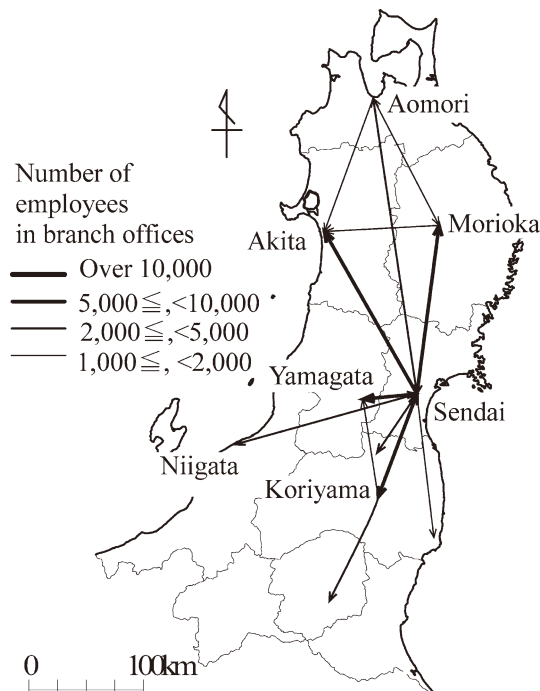 Aomori
Number of
employees
in branch offices
Over 10,000
5,000≦,<10,000
2,000≦,<5,000
1,000≦,<2,000
Akita
Morioka
Yamagata
Sendai
Niigata
Koriyama
0 100km